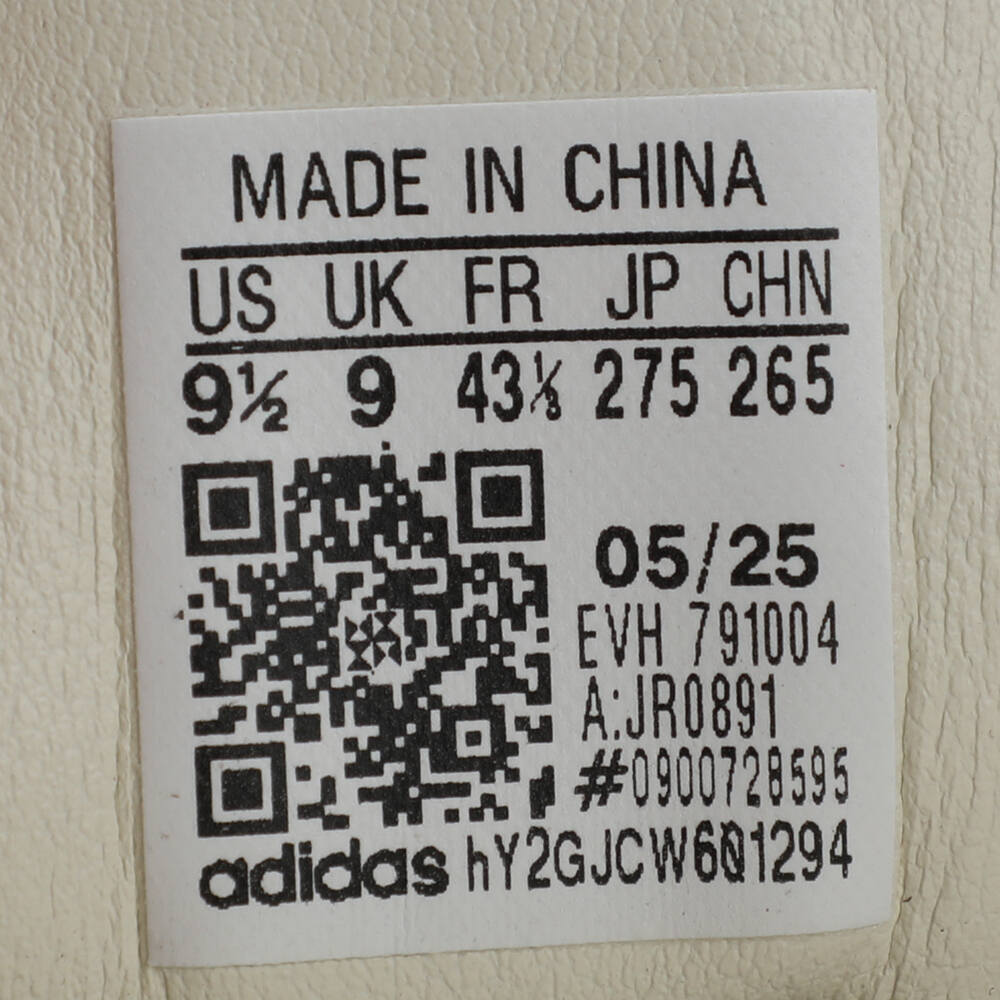 MADE IN CHINA
US UK FR JP CHN
9½ 9 43⅓ 275 265
05/25
EVH 791004
A:JR0891
#0900728595
adidas